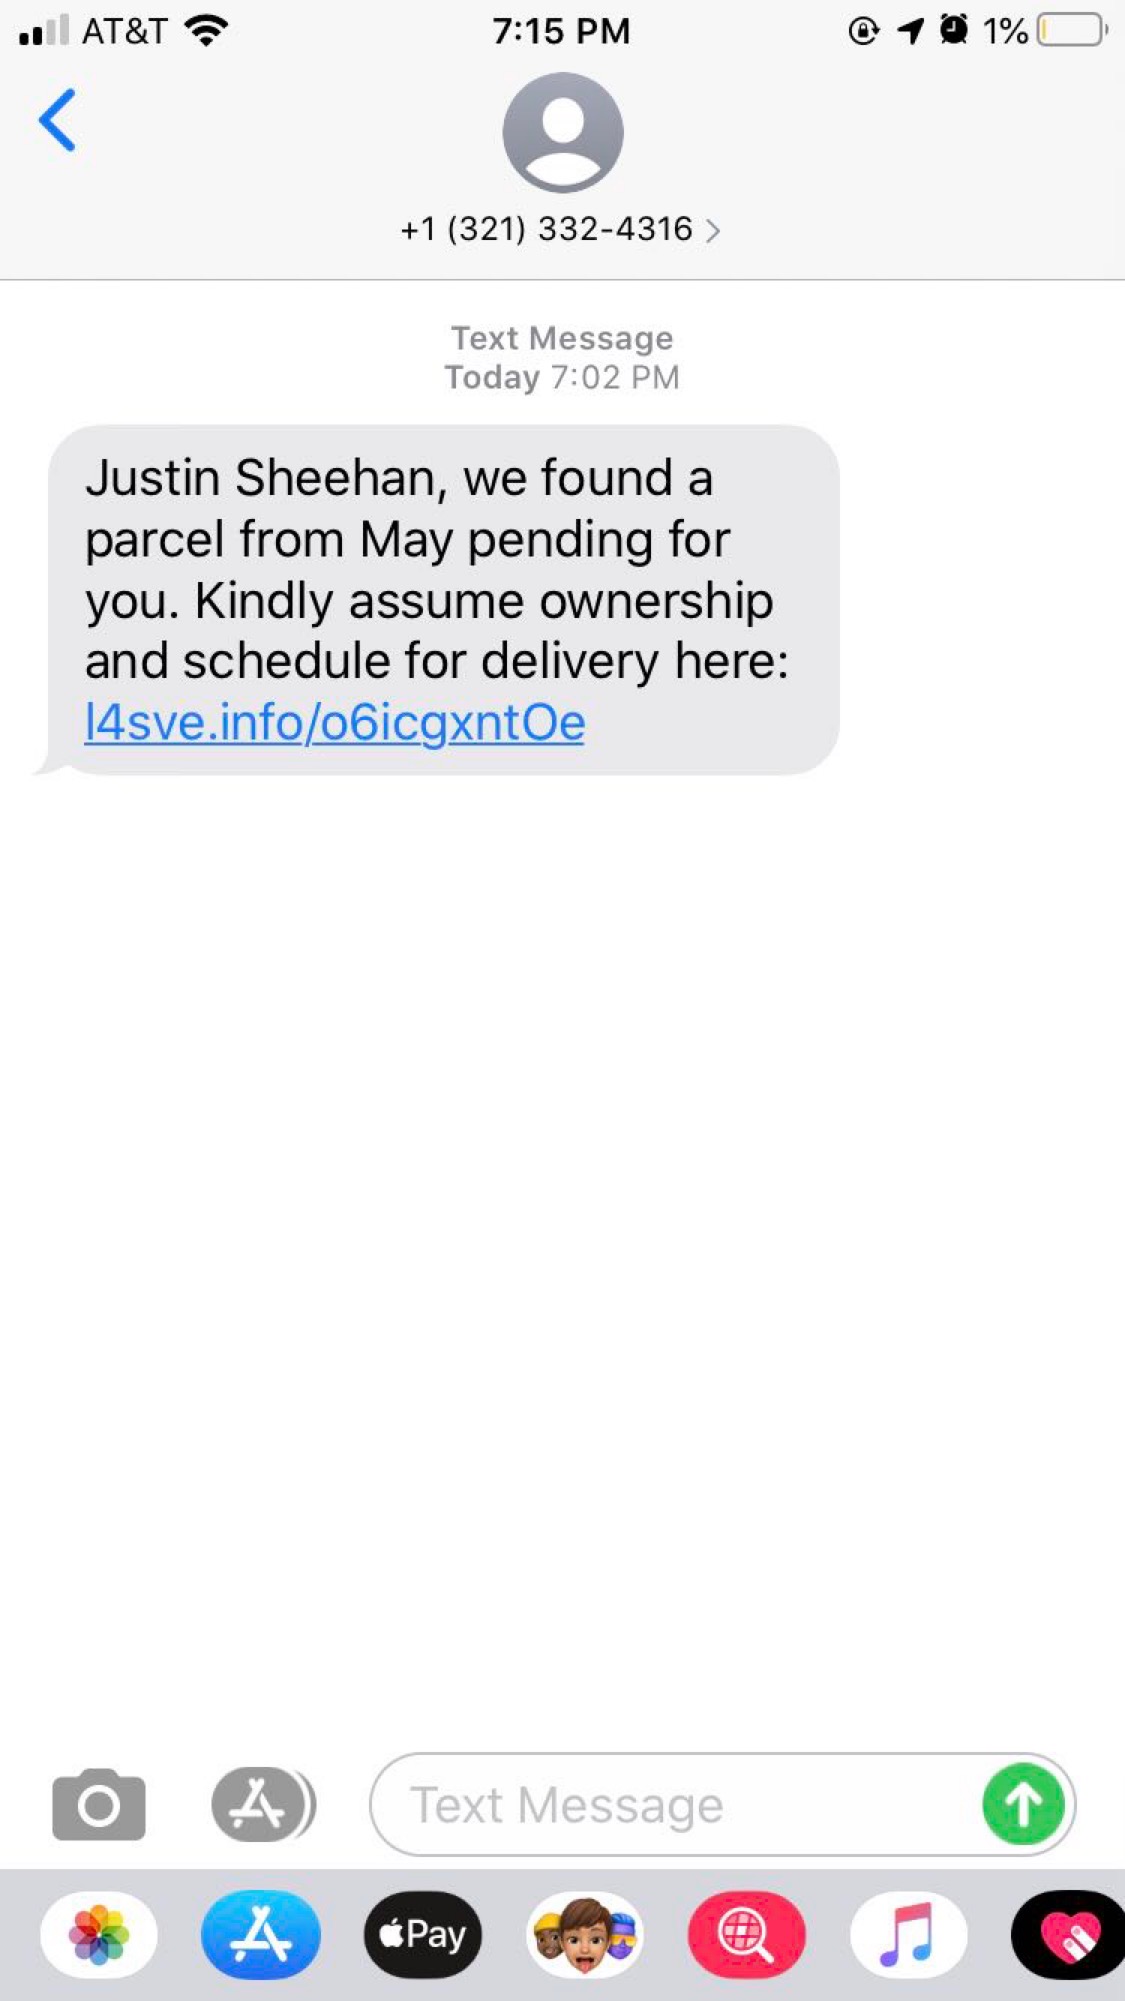 AT&T
7:15 PM
1%
+1 (321) 332-4316
Text Message
Today 7:02 PM
Justin Sheehan, we found a
parcel from May pending for
you. Kindly assume ownership
and schedule for delivery here:
l4sve.info/o6icgxntOe
Text Message
Pay